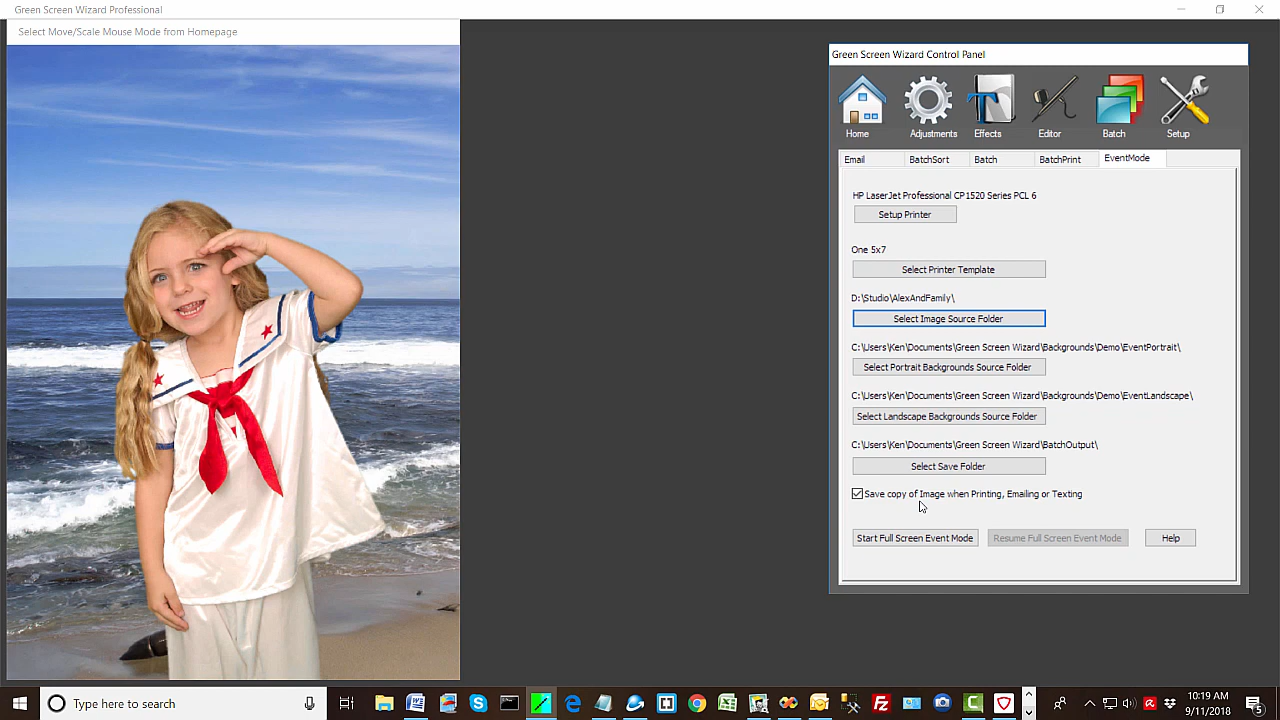 Green Screen Wizard Professional
Select Move/Scale Mouse Mode from Homepage
Green Screen Wizard Control Panel
Home Adjustments Effects Editor Batch Setup
Email BatchSort Batch BatchPrint EventMode
HP LaserJet Professional CP1520 Series PCL 6
Setup Printer
One 5x7
Select Printer Template
D:\Studio\AlexAndFamily\
Select Image Source Folder
C:\Users\Ken\Documents\Green Screen Wizard\Backgrounds\Demo\EventPortrait\
Select Portrait Backgrounds Source Folder
C:\Users\Ken\Documents\Green Screen Wizard\Backgrounds\Demo\EventLandscape\
Select Landscape Backgrounds Source Folder
C:\Users\Ken\Documents\Green Screen Wizard\BatchOutput\
Select Save Folder
Save copy of Image when Printing, Emailing or Texting
Start Full Screen Event Mode Resume Full Screen Event Mode Help
Type here to search
10:19 AM
9/11/2018
5